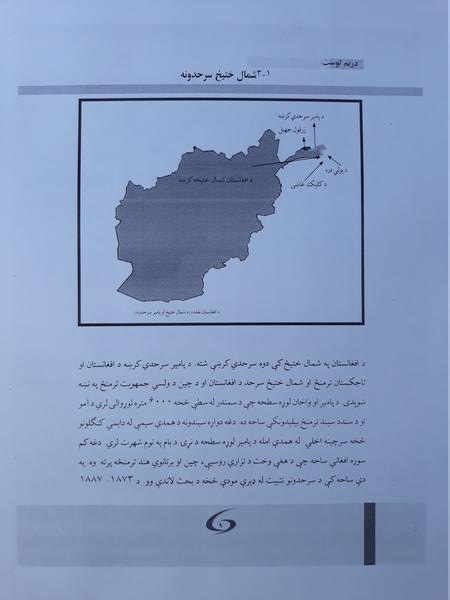 دریم لوست
۱-۳ شمال ختیځ سرحدونه
د پامیر سرحدي کرښه
زرقول جهیل
د یولي دره
د کلیک غاښی
د افغانستان شمال ختیځه کرښه
د افغانستان نقشه، (د شمال ختیځ او پامیر سرحدونه)
د افغانستان په شمال ختیځ کې دوه سرحدي کرښې شته. د پامیر سرحدي کرښه د افغانستان او
تاجکستان ترمنځ او شمال ختیځ سرحد د افغانستان او د چین د ولسي جمهوریت ترمنځ په نښه
شویدی. د پامیر او واخان لوړه سطحه چې د سمندر له سطې څخه ۶۰۰۰ متره لوړوالی لري د آمو
او د سند د سیند ترمنځ بېلېدونکې ساحه ده. دغه دواړه سیندونه د همدې سیمې له دایمي کنګلونو
څخه سرچینه اخلي. له همدې امله د پامیر لوړه سطحه د نړۍ د بام په نوم شهرت لري. دغه کم
سوره افغاني ساحه چې د هغې وخت د تزاري روسیې، چین او برتانوي هند ترمنځه پرته وه. په
دې ساحه کې د سرحدونو تثبیت له ډېرې مودې څخه د بحث لاندې وو. د ۱۸۷۳، ۱۸۸۷
۹